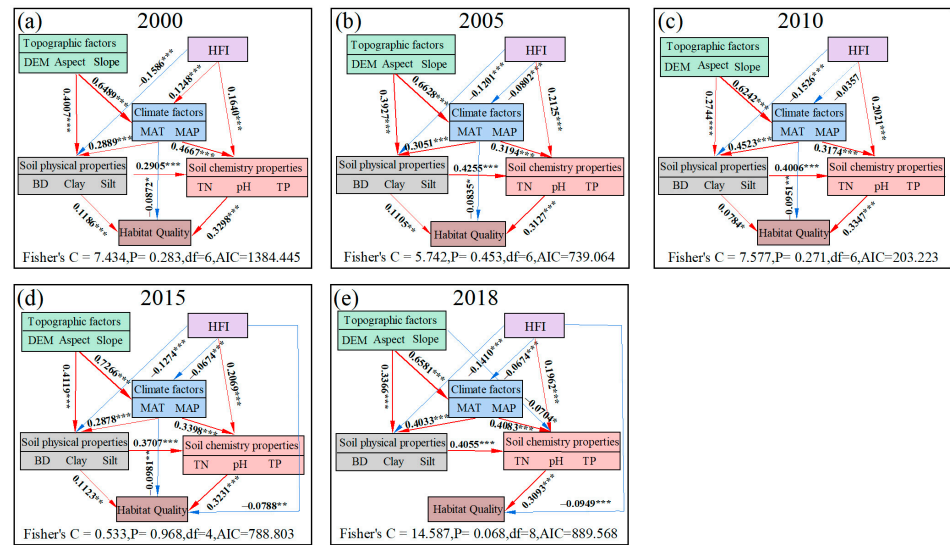 (a) 2000
Topographic factors
DEM Aspect Slope
HFI
−0.1586***
0.1248***
0.6489***
0.4007***
0.1640***
Climate factors
MAT MAP
0.2889***
0.4667***
Soil physical properties
BD Clay Silt
0.2905***
Soil chemistry properties
TN pH TP
−0.0872*
0.1186***
0.3298***
Habitat Quality
Fisher's C = 7.434,P= 0.283,df=6,AIC=1384.445
(b) 2005
Topographic factors
DEM Aspect Slope
HFI
−0.1201***
−0.0802***
0.6628***
0.3927***
0.2125***
Climate factors
MAT MAP
0.3051***
0.3194***
Soil physical properties
BD Clay Silt
0.4255***
Soil chemistry properties
TN pH TP
−0.0835*
0.1105**
0.3127***
Habitat Quality
Fisher's C = 5.742,P= 0.453,df=6,AIC=739.064
(c) 2010
Topographic factors
DEM Aspect Slope
HFI
−0.1526***
−0.0357
0.6242***
0.2744***
0.2021***
Climate factors
MAT MAP
0.4523***
0.3174***
Soil physical properties
BD Clay Silt
0.4006***
Soil chemistry properties
TN pH TP
0.0784*
0.3347***
Habitat Quality
Fisher's C = 7.577,P= 0.271,df=6,AIC=203.223
(d) 2015
Topographic factors
DEM Aspect Slope
HFI
−0.1274***
−0.0674***
0.7266***
0.4119***
0.2069***
Climate factors
MAT MAP
0.2878***
0.3398***
Soil physical properties
BD Clay Silt
0.3707***
Soil chemistry properties
TN pH TP
0.1123**
0.3231***
−0.0788**
Habitat Quality
Fisher's C = 0.533,P= 0.968,df=4,AIC=788.803
(e) 2018
Topographic factors
DEM Aspect Slope
HFI
−0.1410***
−0.0674***
0.6581***
0.3366***
0.1962***
Climate factors
MAT MAP
−0.0704*
0.4033***
0.4083***
Soil physical properties
BD Clay Silt
0.4055***
Soil chemistry properties
TN pH TP
0.3093***
−0.0949***
Habitat Quality
Fisher's C = 14.587,P= 0.068,df=8,AIC=889.568